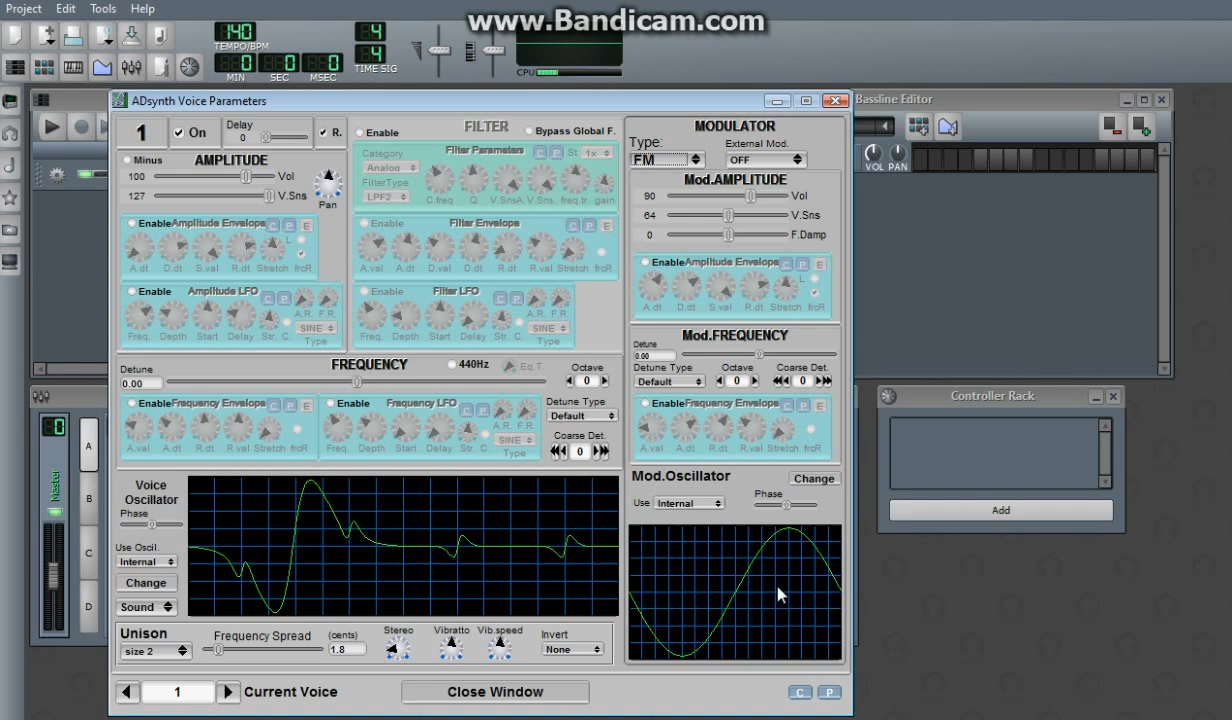 Project Edit Tools Help
www.Bandicam.com
140
TEMPO/BPM
4
4
TIME SIG
0 0 0
MIN SEC MSEC
CPU
ADsynth Voice Parameters
Bassline Editor
VOL PAN
1
On
Delay
0
R.
Minus
AMPLITUDE
100 Vol
127 V.Sns
Pan
Enable Amplitude Envelope C P E
L
A.dt D.dt S.val R.dt Stretch frcR
Enable Amplitude LFO C P
A.R. F.R.
Freq. Depth Start Delay Str. C.
SINE
Type
Enable FILTER Bypass Global F.
Category
Filter Parameters C P St 1x
Analog
FilterType
LPF2
C.freq Q V.SnsA. V.Sns freq.tr. gain
Enable Filter Envelope C P E
A.val A.dt D.val D.dt R.dt R.val Stretch frcR
Enable Filter LFO C P
A.R. F.R.
Freq. Depth Start Delay Str. C.
SINE
Type
FREQUENCY 440Hz Eq.T.
Detune
0.00
Octave
0
Enable Frequency Envelope C P E
A.val A.dt R.dt R.val Stretch frcR
Enable Frequency LFO C P
A.R. F.R.
Freq. Depth Start Delay Str. C.
SINE
Type
Detune Type
Default
Coarse Det.
0
Voice
Oscillator
Phase
Use Oscil.
Internal
Change
Sound
Unison
size 2
Frequency Spread (cents)
1.8
Stereo Vibratto Vib.speed
Invert
None
1 Current Voice
Close Window
C P
MODULATOR
Type:
FM
External Mod.
OFF
Mod.AMPLITUDE
90 Vol
64 V.Sns
0 F.Damp
Enable Amplitude Envelope C P E
L
A.dt D.dt S.val R.dt Stretch frcR
Mod.FREQUENCY
Detune
0.00
Detune Type Octave Coarse Det.
Default 0 0
Enable Frequency Envelope C P E
A.val A.dt R.dt R.val Stretch frcR
Mod.Oscillator Change
Use Internal
Phase
Controller Rack
Add
0
Master
A
B
C
D